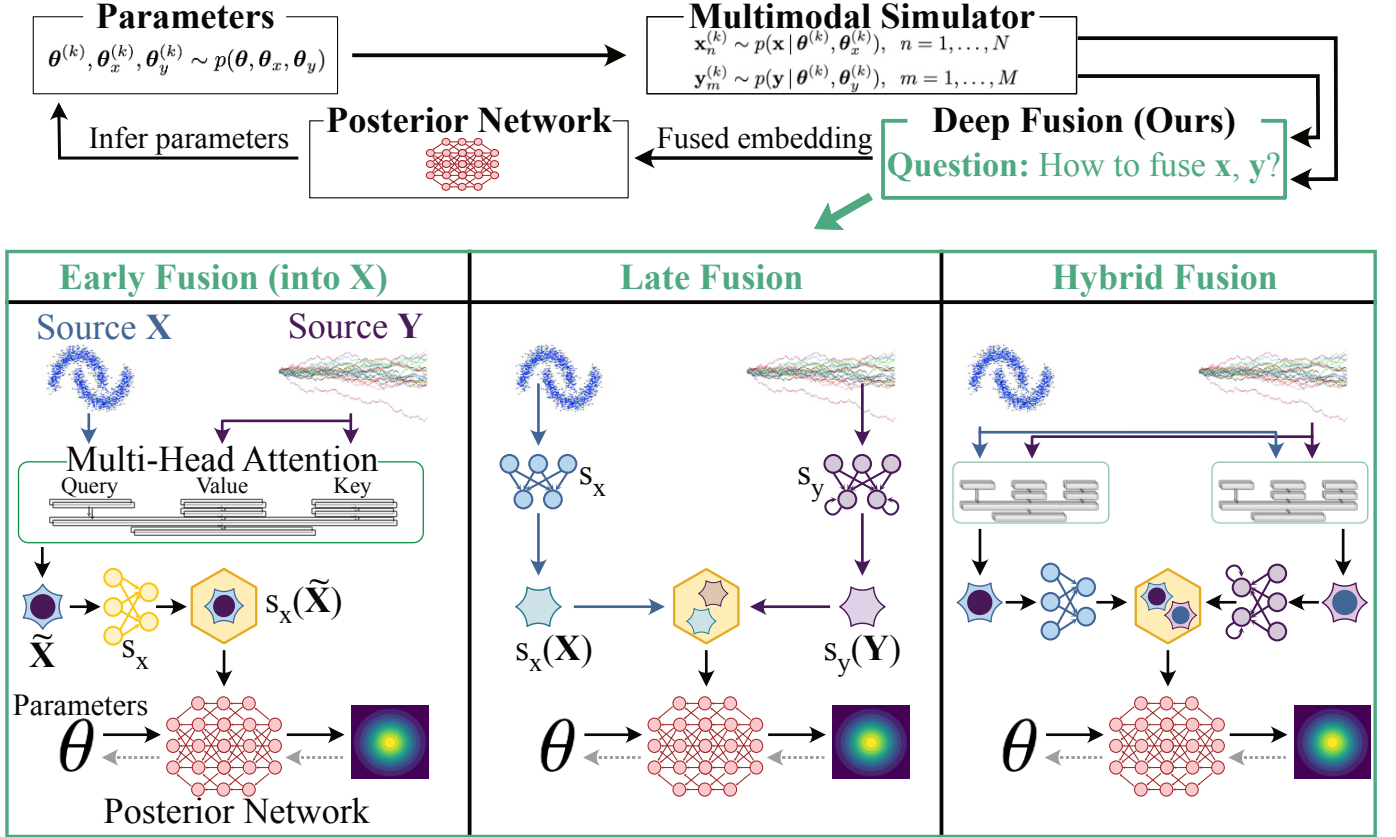 Parameters
θ^(k), θ_x^(k), θ_y^(k) ∼ p(θ, θ_x, θ_y)
Multimodal Simulator
x_n^(k) ∼ p(x | θ^(k), θ_x^(k)), n = 1, . . . , N
y_m^(k) ∼ p(y | θ^(k), θ_y^(k)), m = 1, . . . , M
Infer parameters
Posterior Network
Fused embedding
Deep Fusion (Ours)
Question: How to fuse x, y?
Early Fusion (into X)
Late Fusion
Hybrid Fusion
Source X
Source Y
Multi-Head Attention
Query
Value
Key
X̃
s_x
s_x(X̃)
Parameters
θ
Posterior Network
s_x
s_y
s_x(X)
s_y(Y)
θ
θ